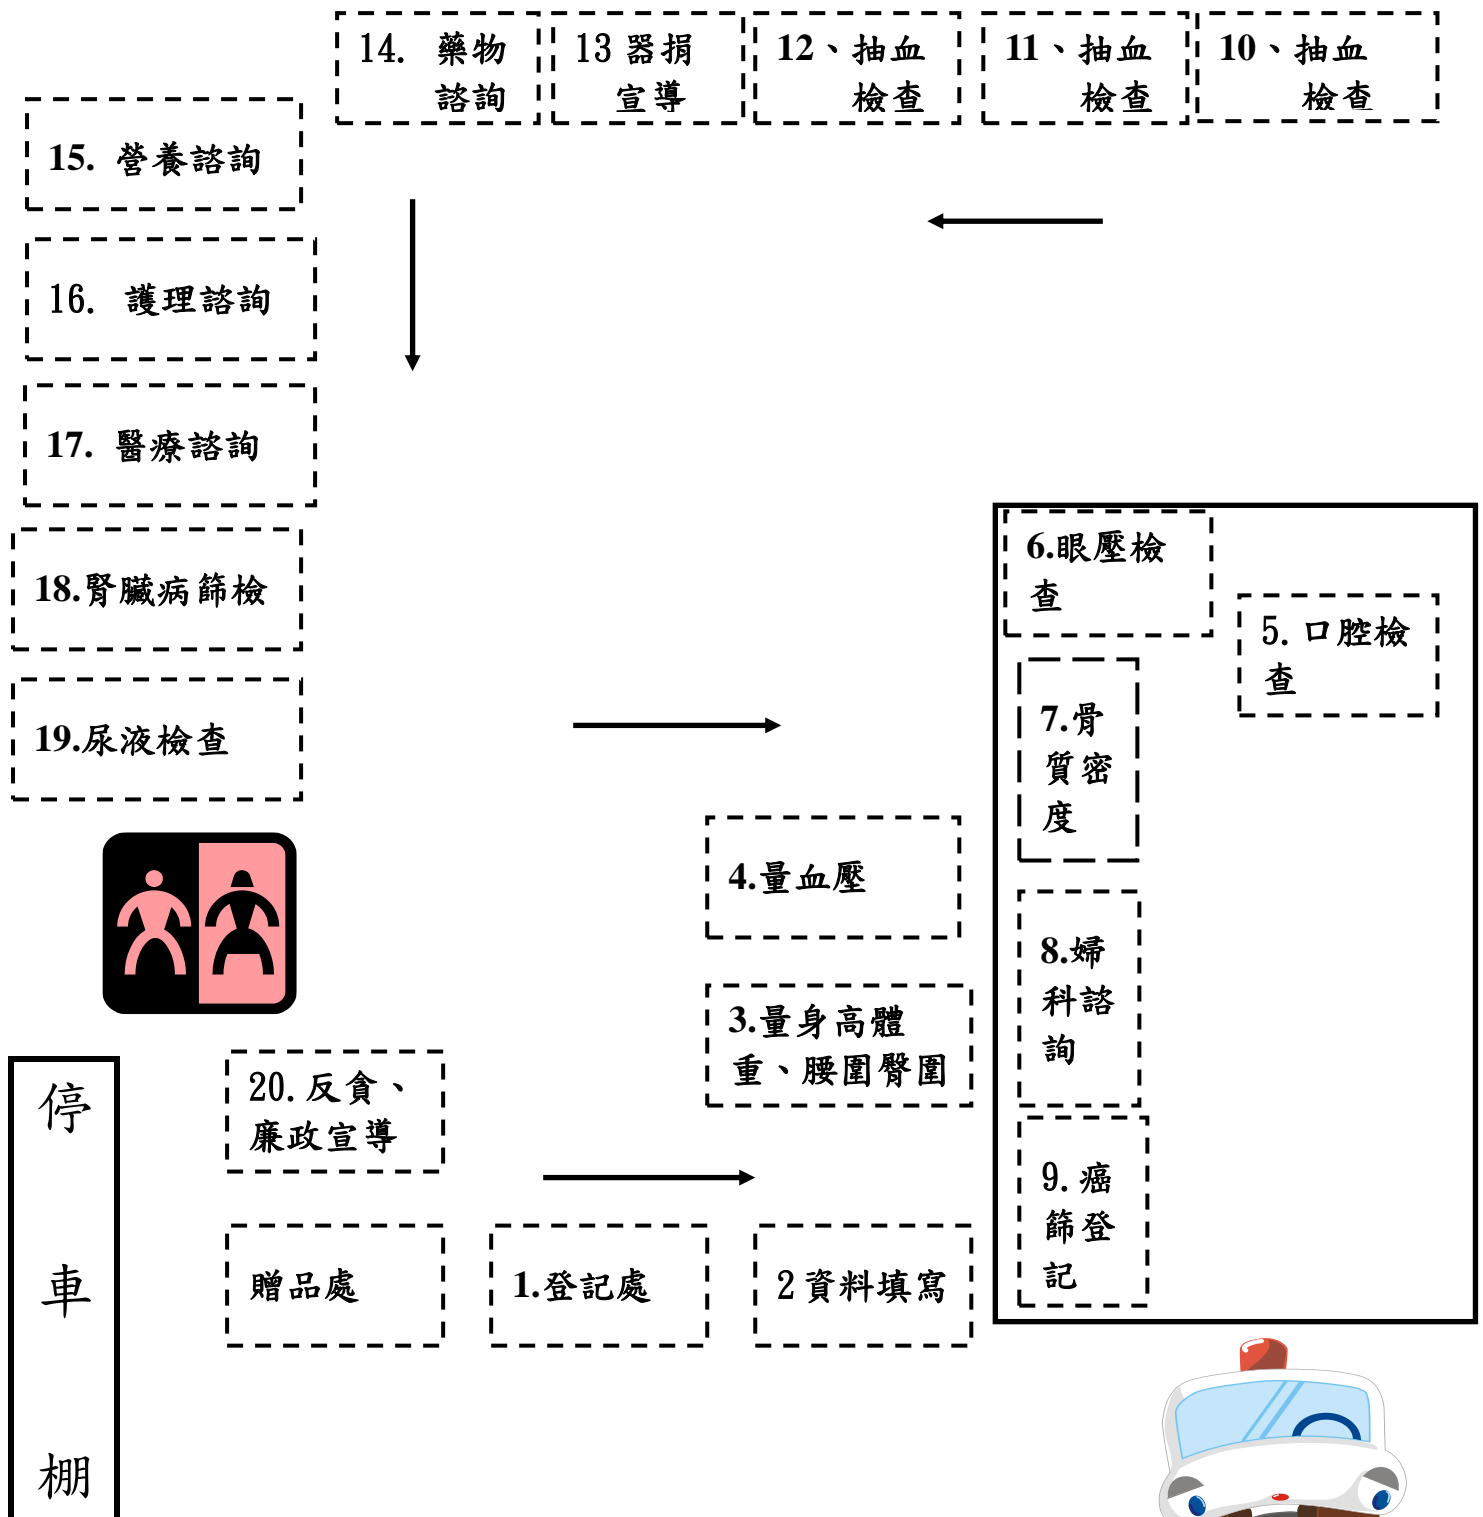 14. 藥物
諮詢
13 器捐
宣導
12、抽血
檢查
11、抽血
檢查
10、抽血
檢查
15. 營養諮詢
16. 護理諮詢
17. 醫療諮詢
18.腎臟病篩檢
19.尿液檢查
6.眼壓檢
查
5. 口腔檢
查
7.骨
質密
度
4.量血壓
8.婦
科諮
詢
3.量身高體
重、腰圍臀圍
20. 反貪、
廉政宣導
9. 癌
篩登
記
贈品處
1.登記處
2 資料填寫
停
車
棚